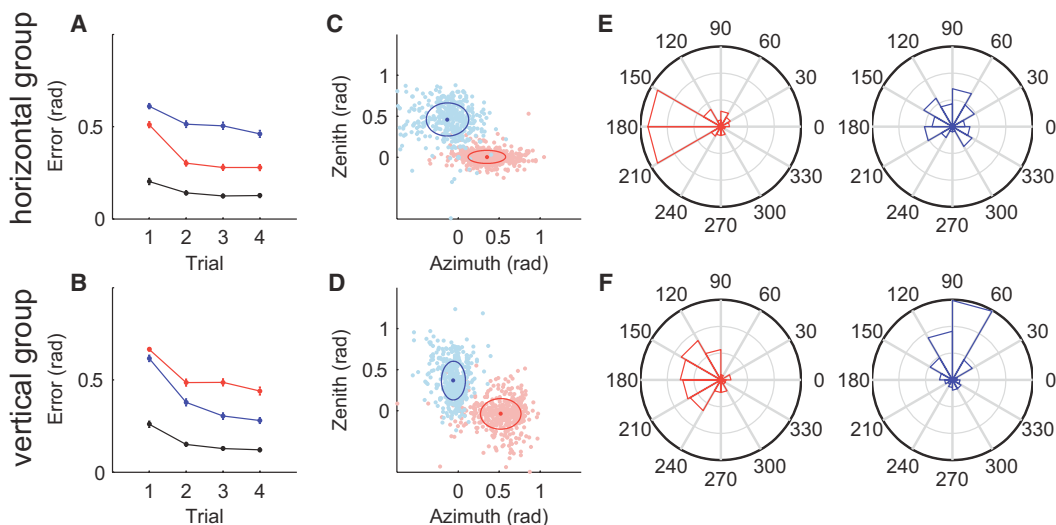 horizontal group
A
Error (rad)
0.5
0
1 2 3 4
Trial
C
Zenith (rad)
1
0
0 0.5 1
Azimuth (rad)
E
90
120 60
150 30
180 0
210 330
240 300
270
90
120 60
150 30
180 0
210 330
240 300
270
vertical group
B
Error (rad)
0.5
0
1 2 3 4
Trial
D
Zenith (rad)
1
0
0 0.5 1
Azimuth (rad)
F
90
120 60
150 30
180 0
210 330
240 300
270
90
120 60
150 30
180 0
210 330
240 300
270